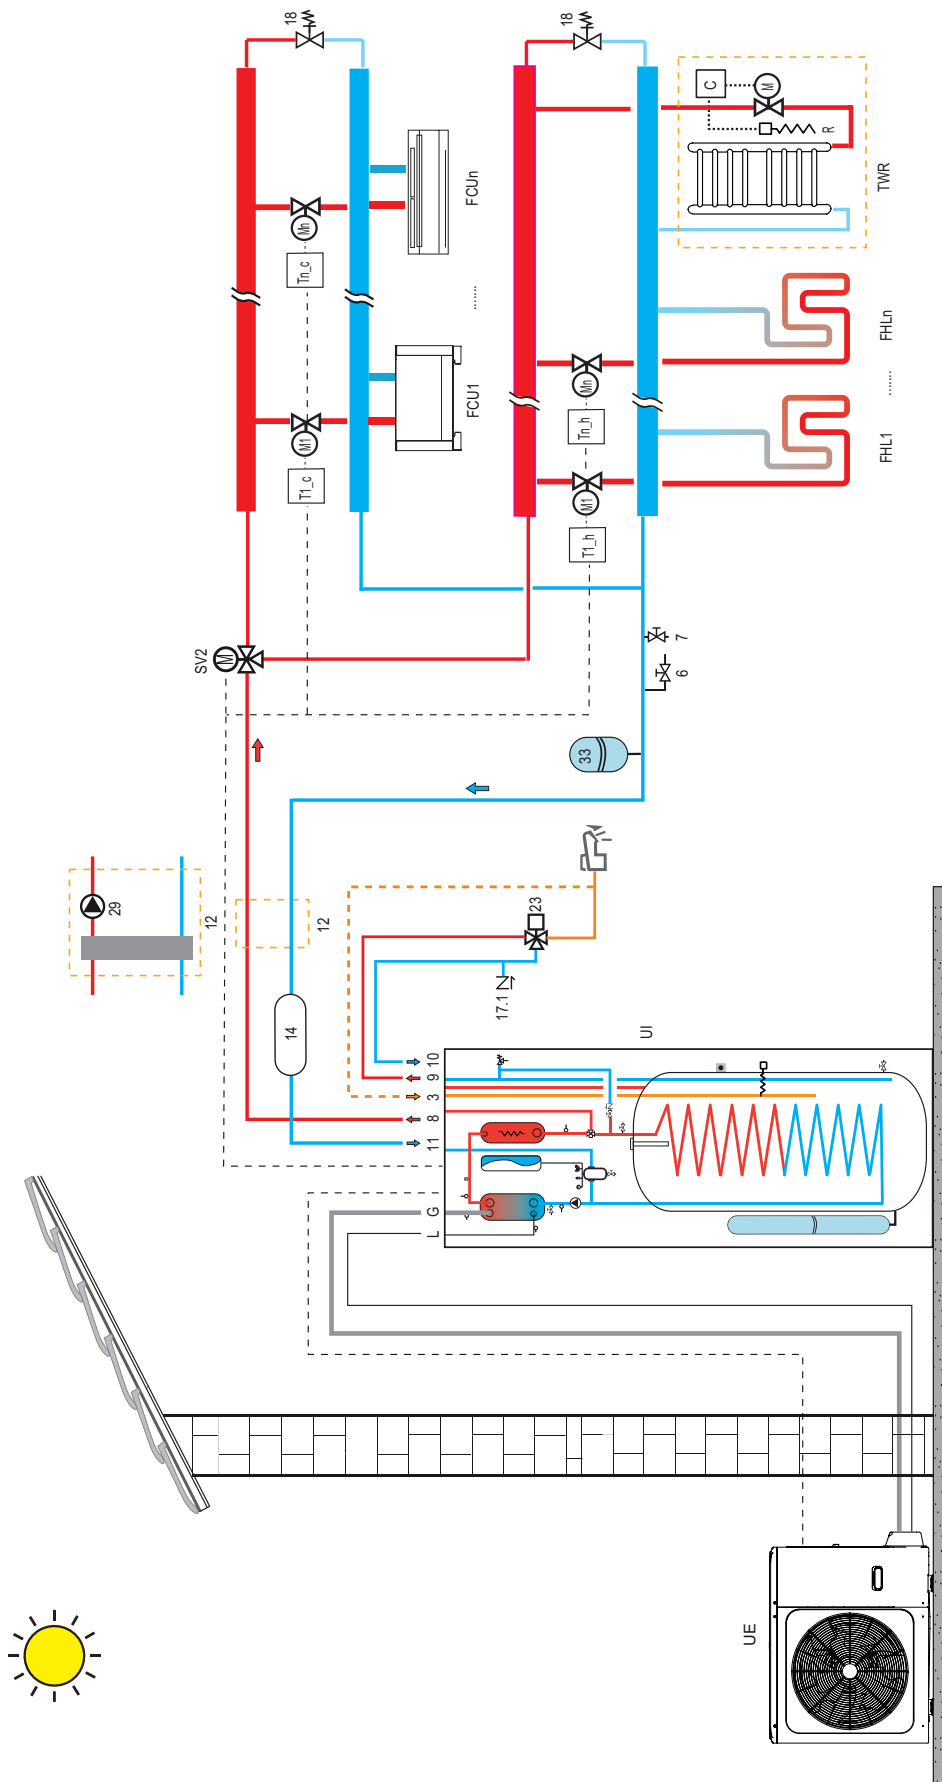 18
18
C
M
R
TWR
FCUn
Mn
Tn_c
........
FHLn
Mn
........
FCU1
M1
Tn_h
FHL1
T1_c
M1
T1_h
SV2
M
7
6
33
29
12
12
23
17.1
14
UI
10
9
3
8
11
G
L
UE